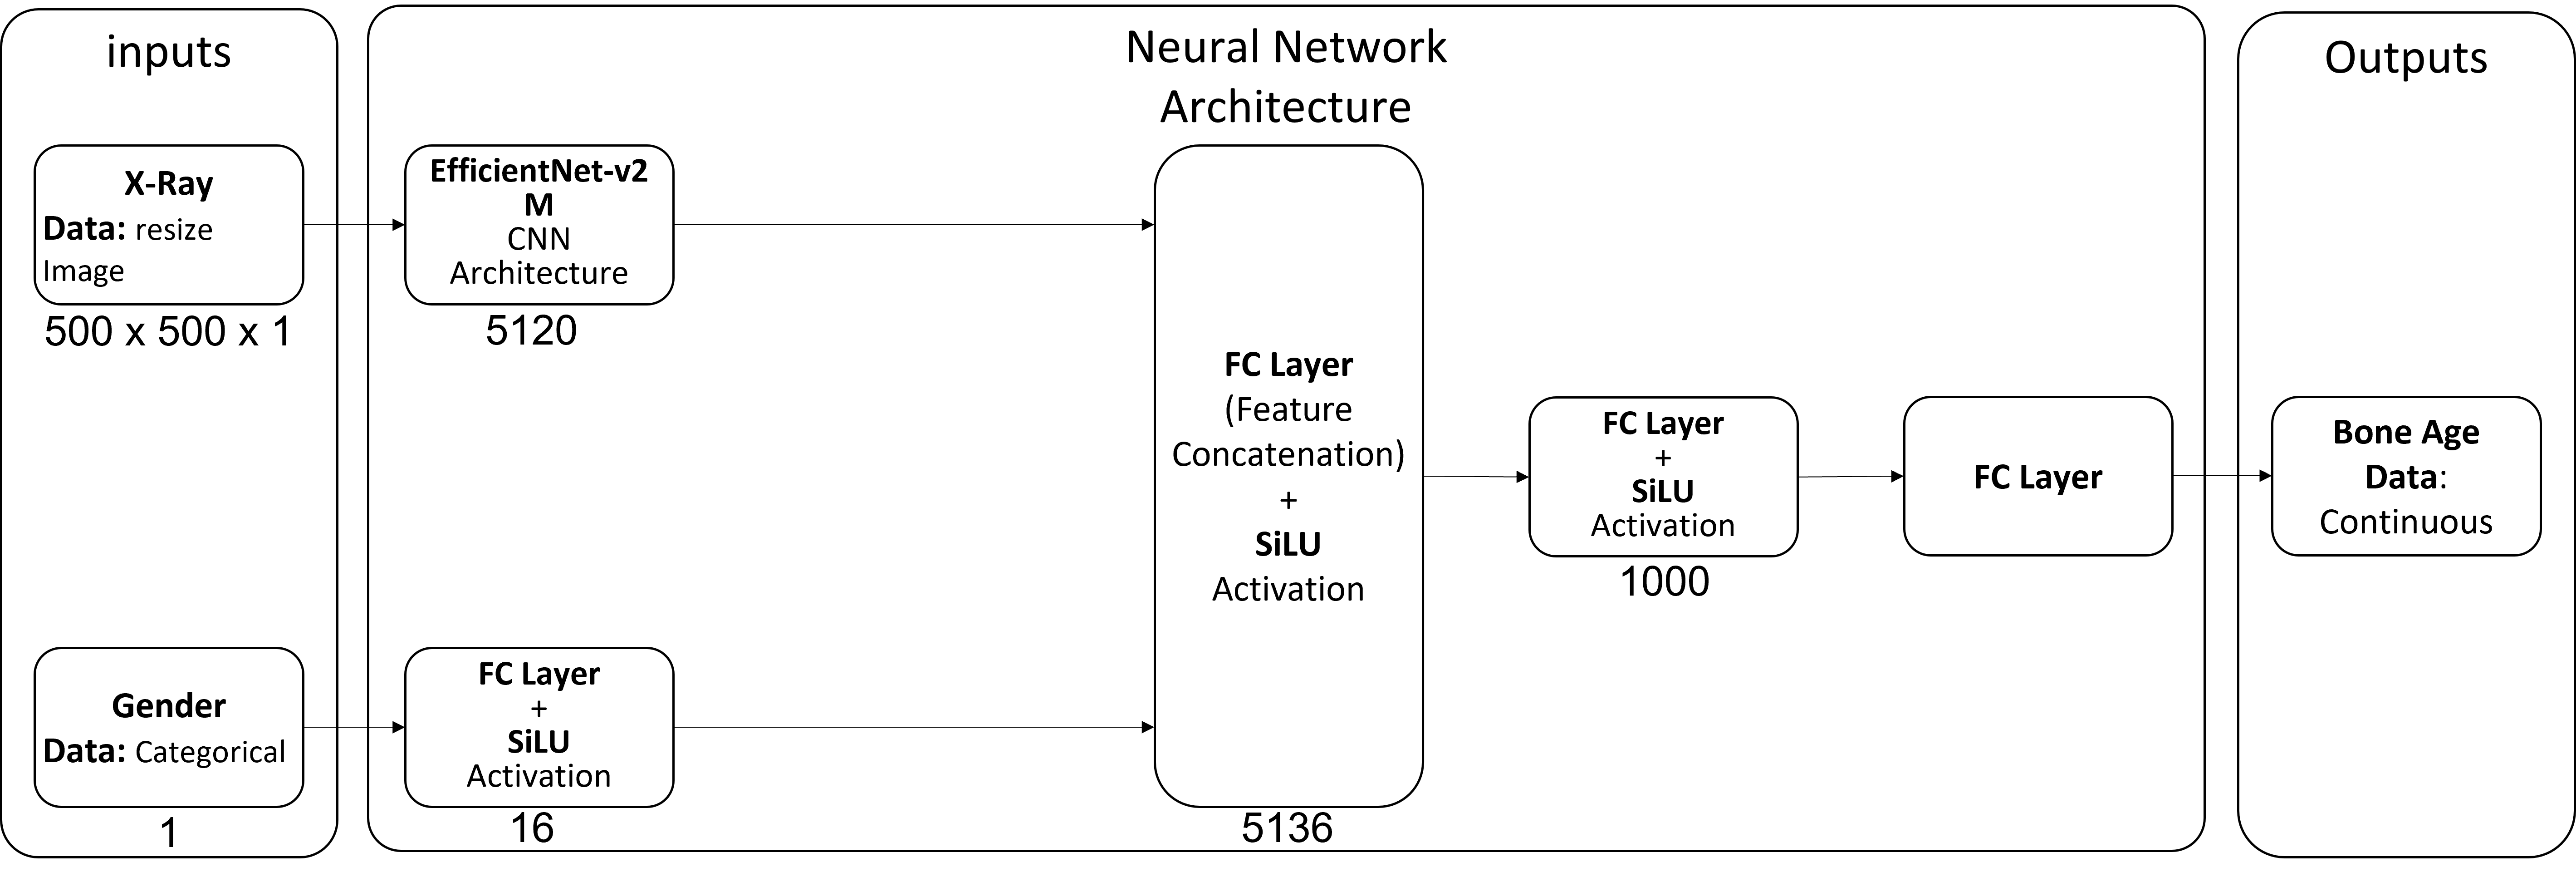 inputs
X-Ray
Data: resize
Image
500 x 500 x 1
Gender
Data: Categorical
1
Neural Network
Architecture
EfficientNet-v2
M
CNN
Architecture
5120
FC Layer
+
SiLU
Activation
16
FC Layer
(Feature
Concatenation)
+
SiLU
Activation
5136
FC Layer
+
SiLU
Activation
1000
FC Layer
Outputs
Bone Age
Data:
Continuous